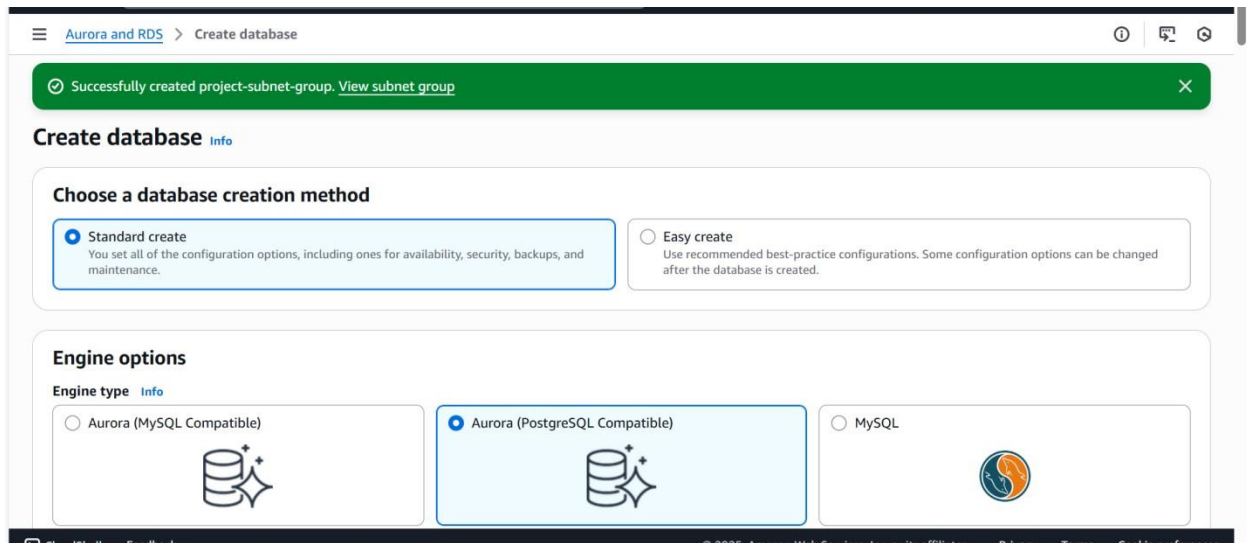 Aurora and RDS > Create database
Successfully created project-subnet-group. View subnet group
Create database Info
Choose a database creation method
Standard create
You set all of the configuration options, including ones for availability, security, backups, and
maintenance.
Easy create
Use recommended best-practice configurations. Some configuration options can be changed
after the database is created.
Engine options
Engine type Info
Aurora (MySQL Compatible)
Aurora (PostgreSQL Compatible)
MySQL